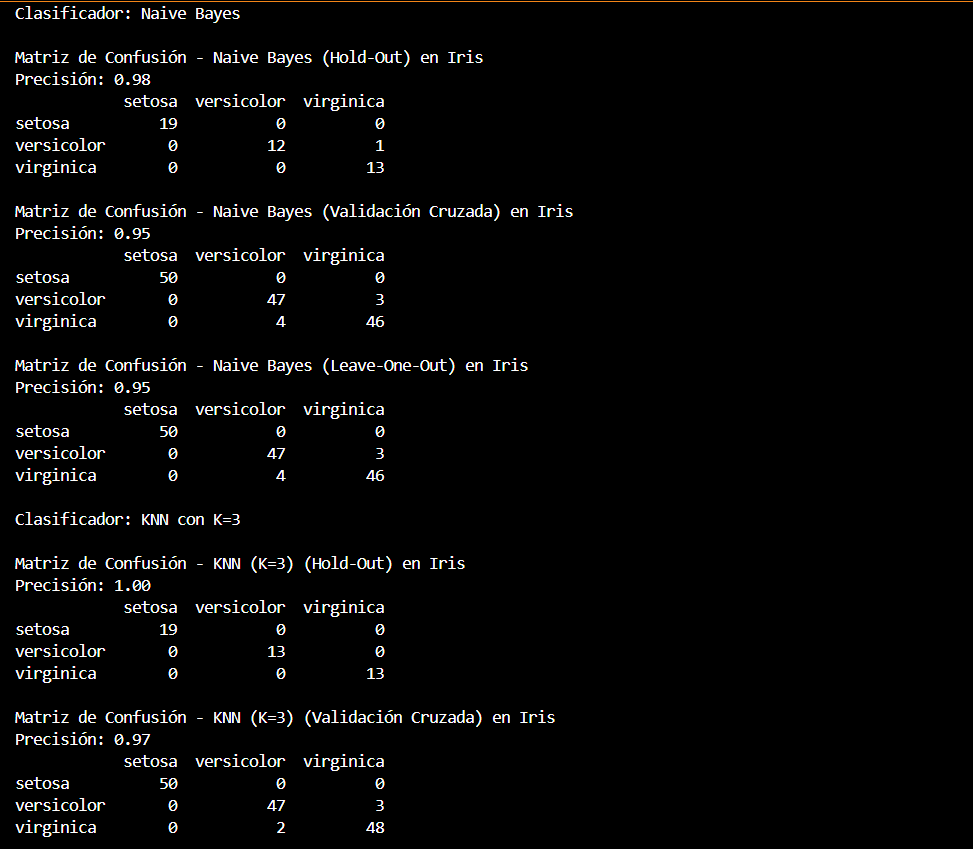 Clasificador: Naive Bayes
Matriz de Confusión - Naive Bayes (Hold-Out) en Iris
Precisión: 0.98
setosa versicolor virginica
setosa 19 0 0
versicolor 0 12 1
virginica 0 0 13
Matriz de Confusión - Naive Bayes (Validación Cruzada) en Iris
Precisión: 0.95
setosa versicolor virginica
setosa 50 0 0
versicolor 0 47 3
virginica 0 4 46
Matriz de Confusión - Naive Bayes (Leave-One-Out) en Iris
Precisión: 0.95
setosa versicolor virginica
setosa 50 0 0
versicolor 0 47 3
virginica 0 4 46
Clasificador: KNN con K=3
Matriz de Confusión - KNN (K=3) (Hold-Out) en Iris
Precisión: 1.00
setosa versicolor virginica
setosa 19 0 0
versicolor 0 13 0
virginica 0 0 13
Matriz de Confusión - KNN (K=3) (Validación Cruzada) en Iris
Precisión: 0.97
setosa versicolor virginica
setosa 50 0 0
versicolor 0 47 3
virginica 0 2 48